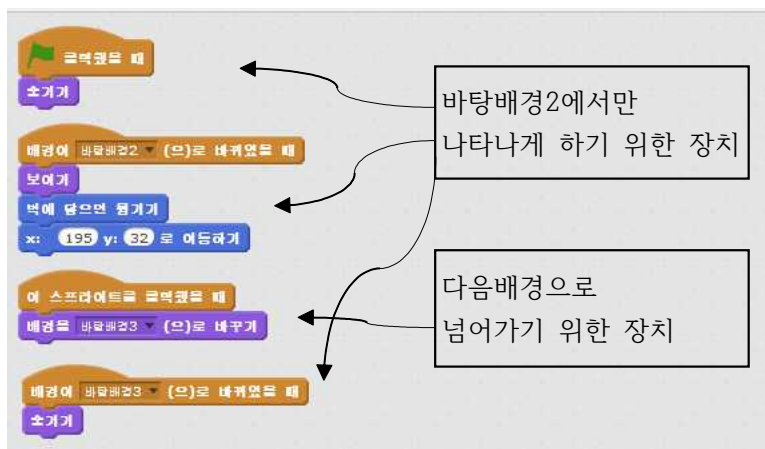 클릭했을 때
숨기기
배경이 바탕배경2 (으)로 바뀌었을 때
보이기
벽에 닿으면 튕기기
x: 195 y: 32 로 이동하기
이 스프라이트를 클릭했을 때
배경을 바탕배경3 (으)로 바꾸기
배경이 바탕배경3 (으)로 바뀌었을 때
숨기기
바탕배경2에서만
나타나게 하기 위한 장치
다음배경으로
넘어가기 위한 장치